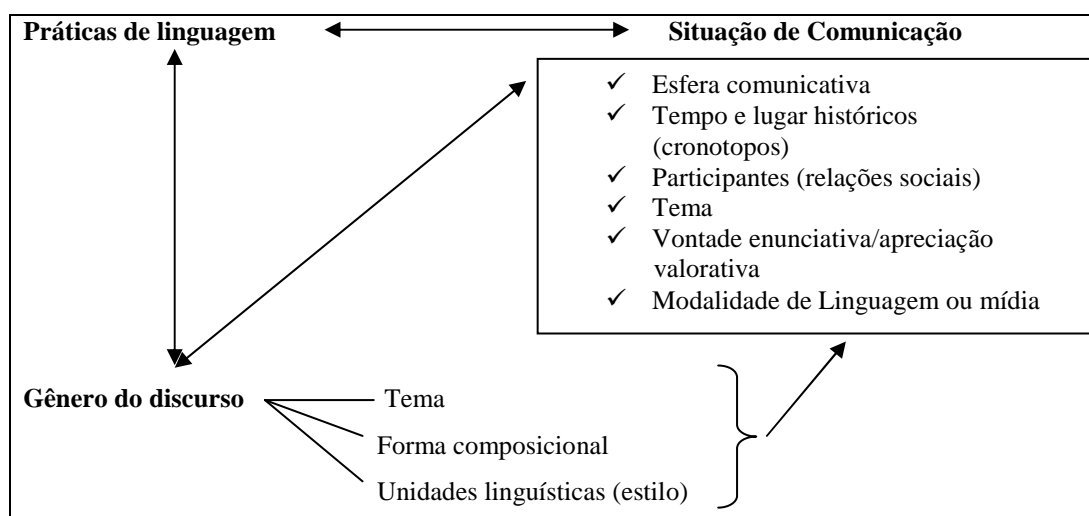 Práticas de linguagem
Situação de Comunicação
✓ Esfera comunicativa
✓ Tempo e lugar históricos
(cronotopos)
✓ Participantes (relações sociais)
✓ Tema
✓ Vontade enunciativa/apreciação
valorativa
✓ Modalidade de Linguagem ou mídia
Gênero do discurso
Tema
Forma composicional
Unidades linguísticas (estilo)